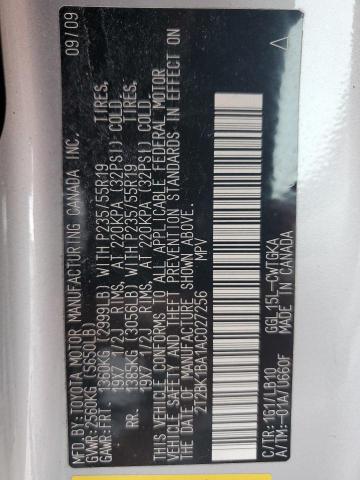 MFD.BY:TOYOTA MOTOR MANUFACTURING CANADA INC. 09/09
GVWR:2560KG (5650LB)
GAWR:FRT. 1360KG (2999LB) WITH P235/55R19 TIRES,
19X7 1/2J RIMS, AT 220KPA (32PSI) COLD
RR. 1385KG (3056LB) WITH P235/55R19 TIRES,
19X7 1/2J RIMS, AT 220KPA (32PSI) COLD
THIS VEHICLE CONFORMS TO ALL APPLICABLE FEDERAL MOTOR
VEHICLE SAFETY AND THEFT PREVENTION STANDARDS IN EFFECT ON
THE DATE OF MANUFACTURE SHOWN ABOVE.
2T2BK1BA1AC027256 MPV
C/TR:1G1/LB10 GGL15L-CWTGKA
A/TM:-01A/U660F MADE IN CANADA